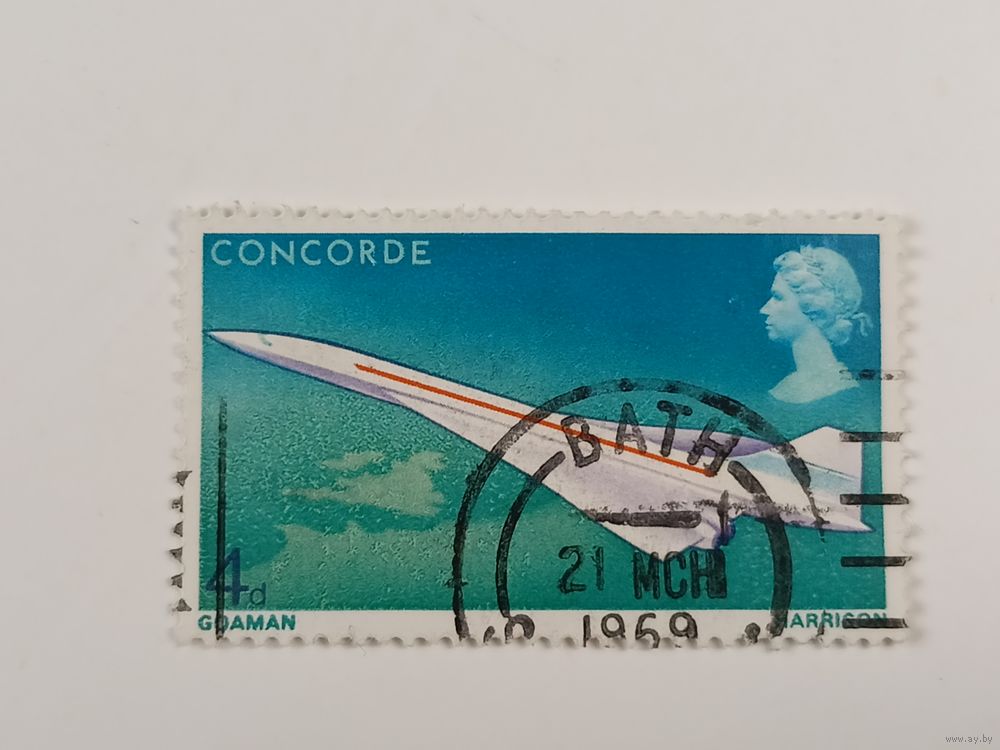 CONCORDE
BATH
21 MCH
1969
4d
GOAMAN HARRISON
www.ay.by